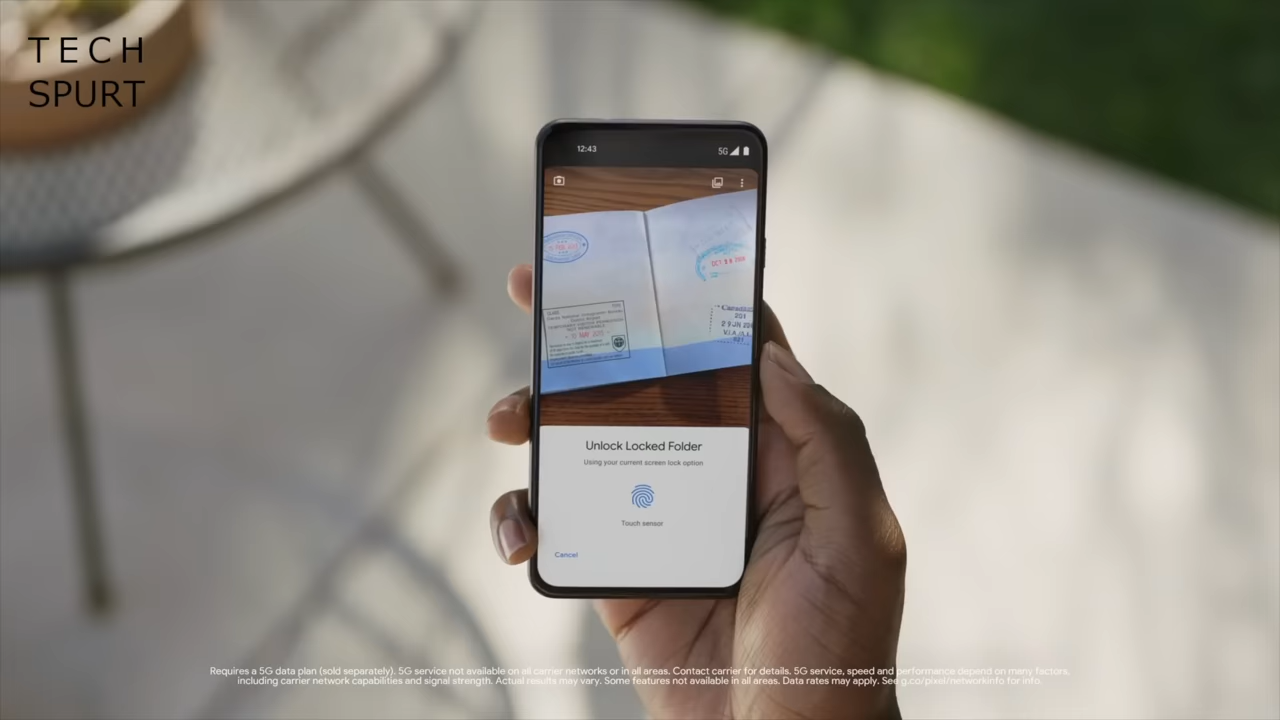 TECH
SPURT
12:43
5G
OCT
Canadian
201
Unlock Locked Folder
Using your current screen lock option
Touch sensor
Cancel
Requires a 5G data plan (sold separately). 5G service not available on all carrier networks or in all areas. Contact carrier for details. 5G service, speed and performance depend on many factors,
including carrier network capabilities and signal strength. Actual results may vary. Some features not available in all areas. Data rates may apply. See g.co/pixel/networkinfo for info.